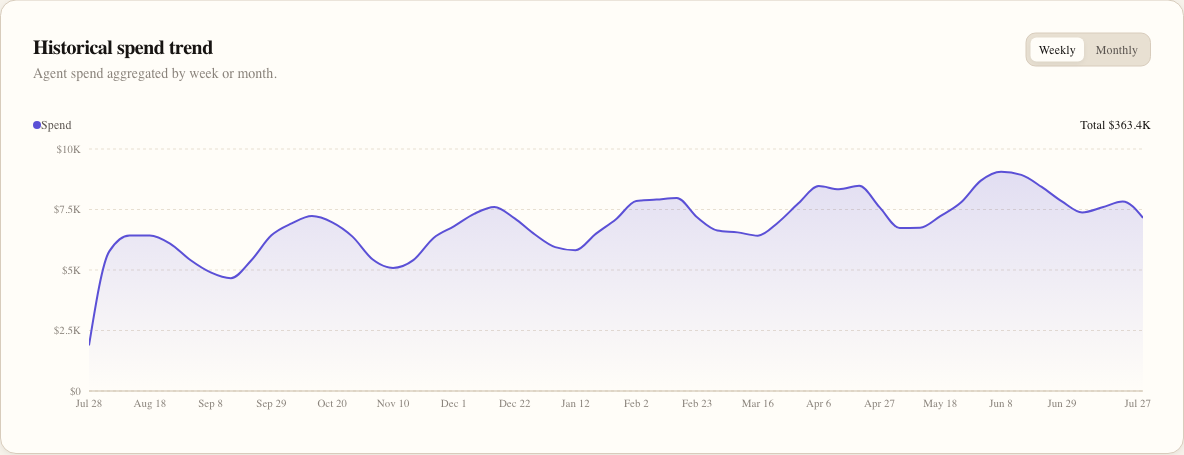 Historical spend trend
Weekly Monthly
Agent spend aggregated by week or month.
Spend
Total $363.4K
$10K
$7.5K
$5K
$2.5K
$0
Jul 28 Aug 18 Sep 8 Sep 29 Oct 20 Nov 10 Dec 1 Dec 22 Jan 12 Feb 2 Feb 23 Mar 16 Apr 6 Apr 27 May 18 Jun 8 Jun 29 Jul 27